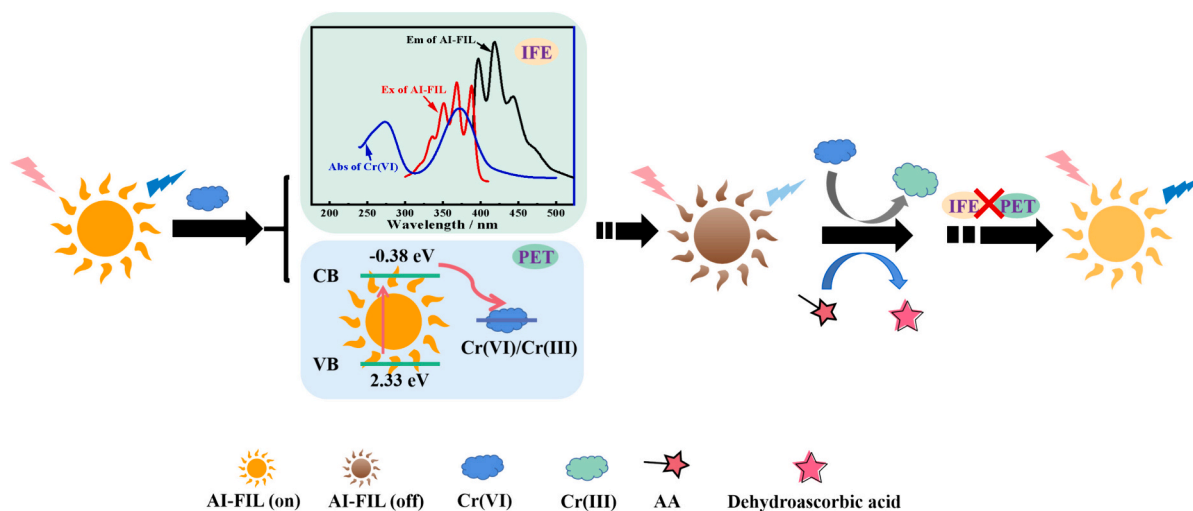 Em of AI-FIL
IFE
Ex of AI-FIL
Abs of Cr(VI)
200 250 300 350 400 450 500
Wavelength / nm
PET
-0.38 eV
CB
Cr(VI)/Cr(III)
VB
2.33 eV
IFE PET
AI-FIL (on) AI-FIL (off) Cr(VI) Cr(III) AA Dehydroascorbic acid